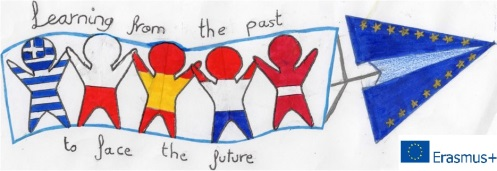 Learning from the past
to face the future
Erasmus+